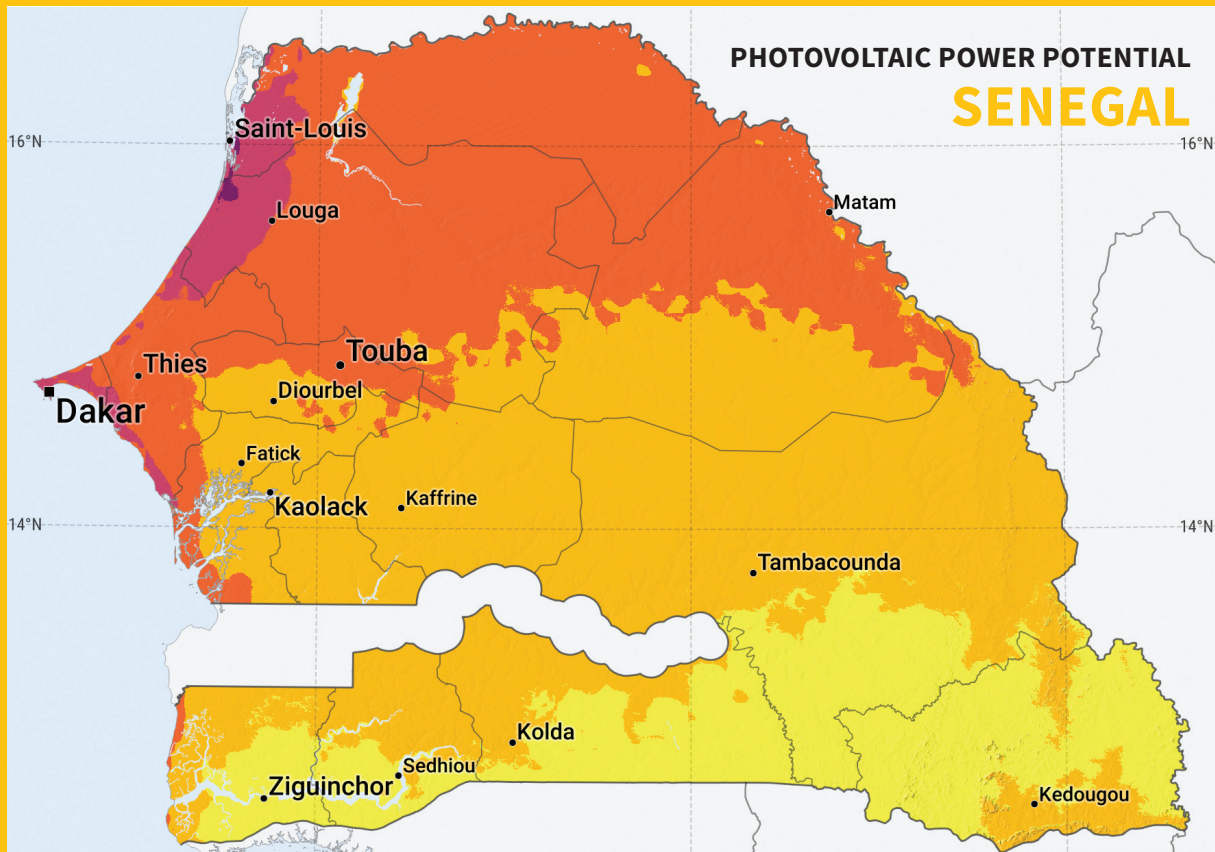 PHOTOVOLTAIC POWER POTENTIAL
SENEGAL
16°N
16°N
Saint-Louis
Matam
Louga
Touba
Thies
Diourbel
Dakar
Fatick
Kaolack
Kaffrine
14°N
14°N
Tambacounda
Kolda
Sedhiou
Ziguinchor
Kedougou